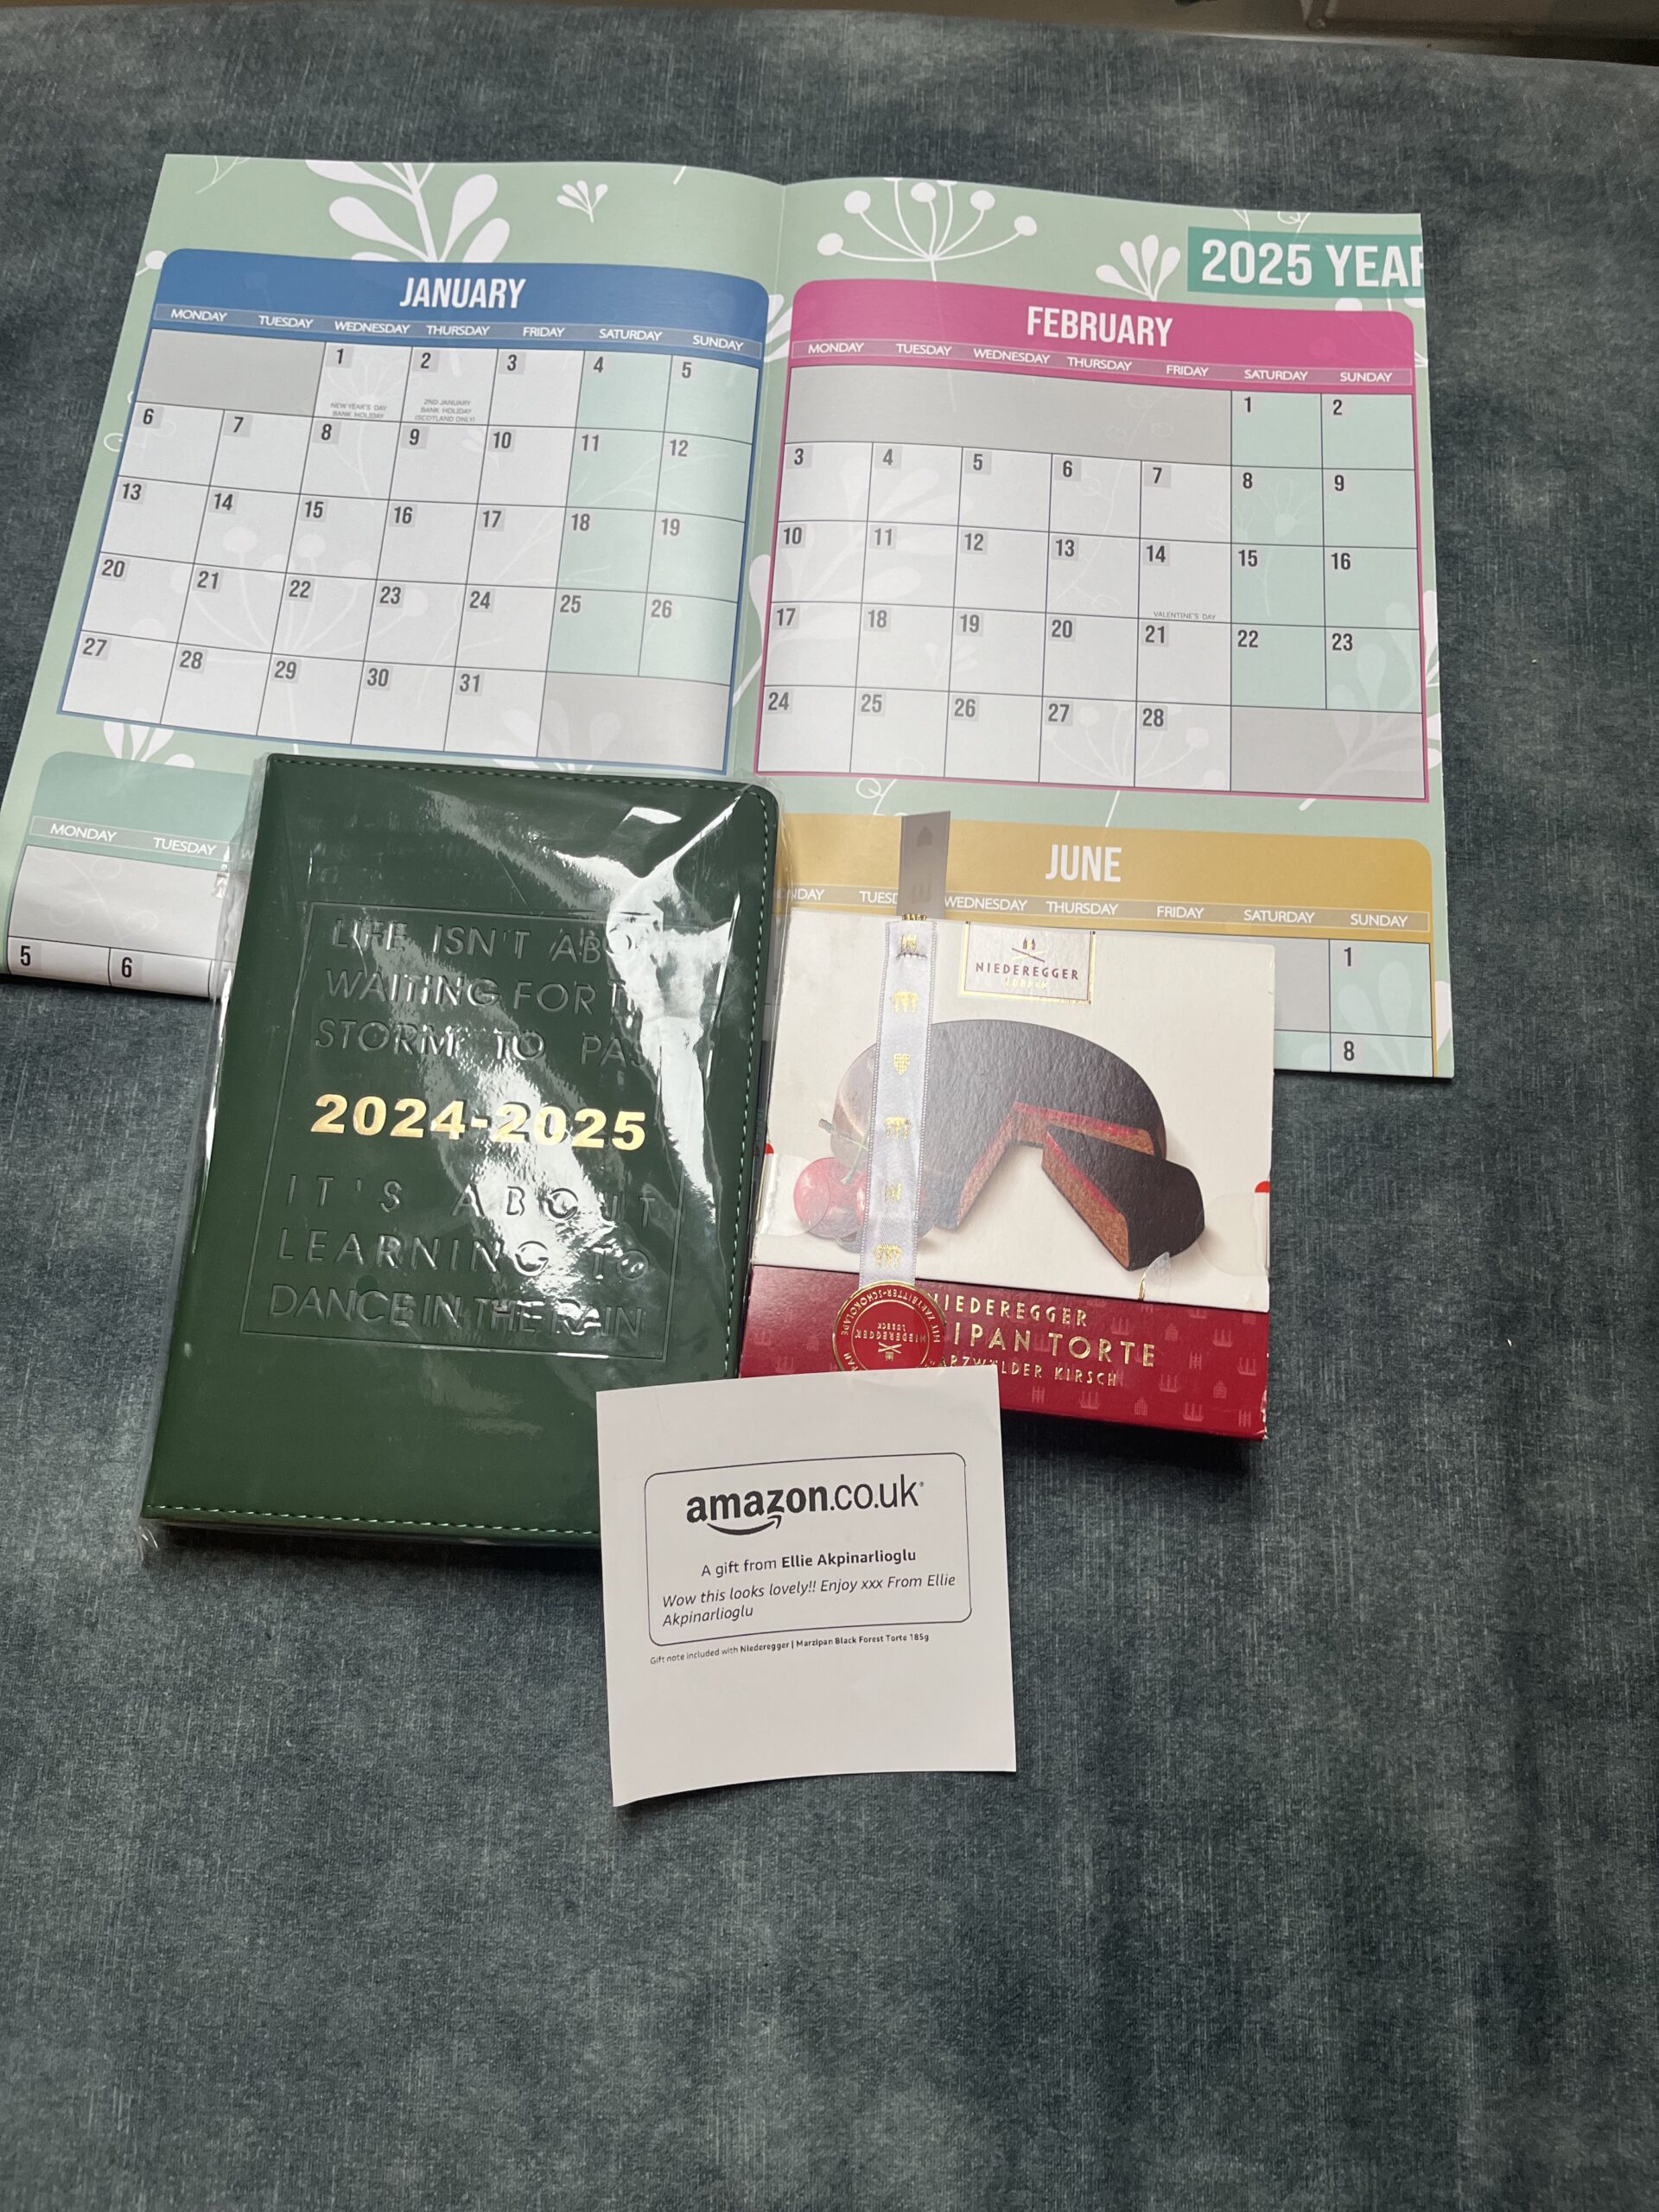 2025 YEAR
JANUARY
MONDAY TUESDAY WEDNESDAY THURSDAY FRIDAY SATURDAY SUNDAY
1 2 3 4 5
NEW YEAR'S DAY BANK HOLIDAY
2ND JANUARY BANK HOLIDAY (SCOTLAND ONLY)
6 7 8 9 10 11 12
13 14 15 16 17 18 19
20 21 22 23 24 25 26
27 28 29 30 31
FEBRUARY
MONDAY TUESDAY WEDNESDAY THURSDAY FRIDAY SATURDAY SUNDAY
1 2
3 4 5 6 7 8 9
10 11 12 13 14 15 16
VALENTINE'S DAY
17 18 19 20 21 22 23
24 25 26 27 28
MONDAY TUESDAY
5 6
JUNE
WEDNESDAY THURSDAY FRIDAY SATURDAY SUNDAY
1
8
LIFE ISN'T
WAITING FOR
STORM TO
2024-2025
IT'S ABOUT
LEARNING TO
DANCE IN THE RAIN
NIEDEREGGER
LÜBECK
NIEDEREGGER
TORTE
KIRSCH
NIEDEREGGER
LÜBECK
amazon.co.uk
A gift from Ellie Akpinarlioglu
Wow this looks lovely!! Enjoy xxx From Ellie
Akpinarlioglu
Gift note included with Niederegger | Marzipan Black Forest Torte 185g